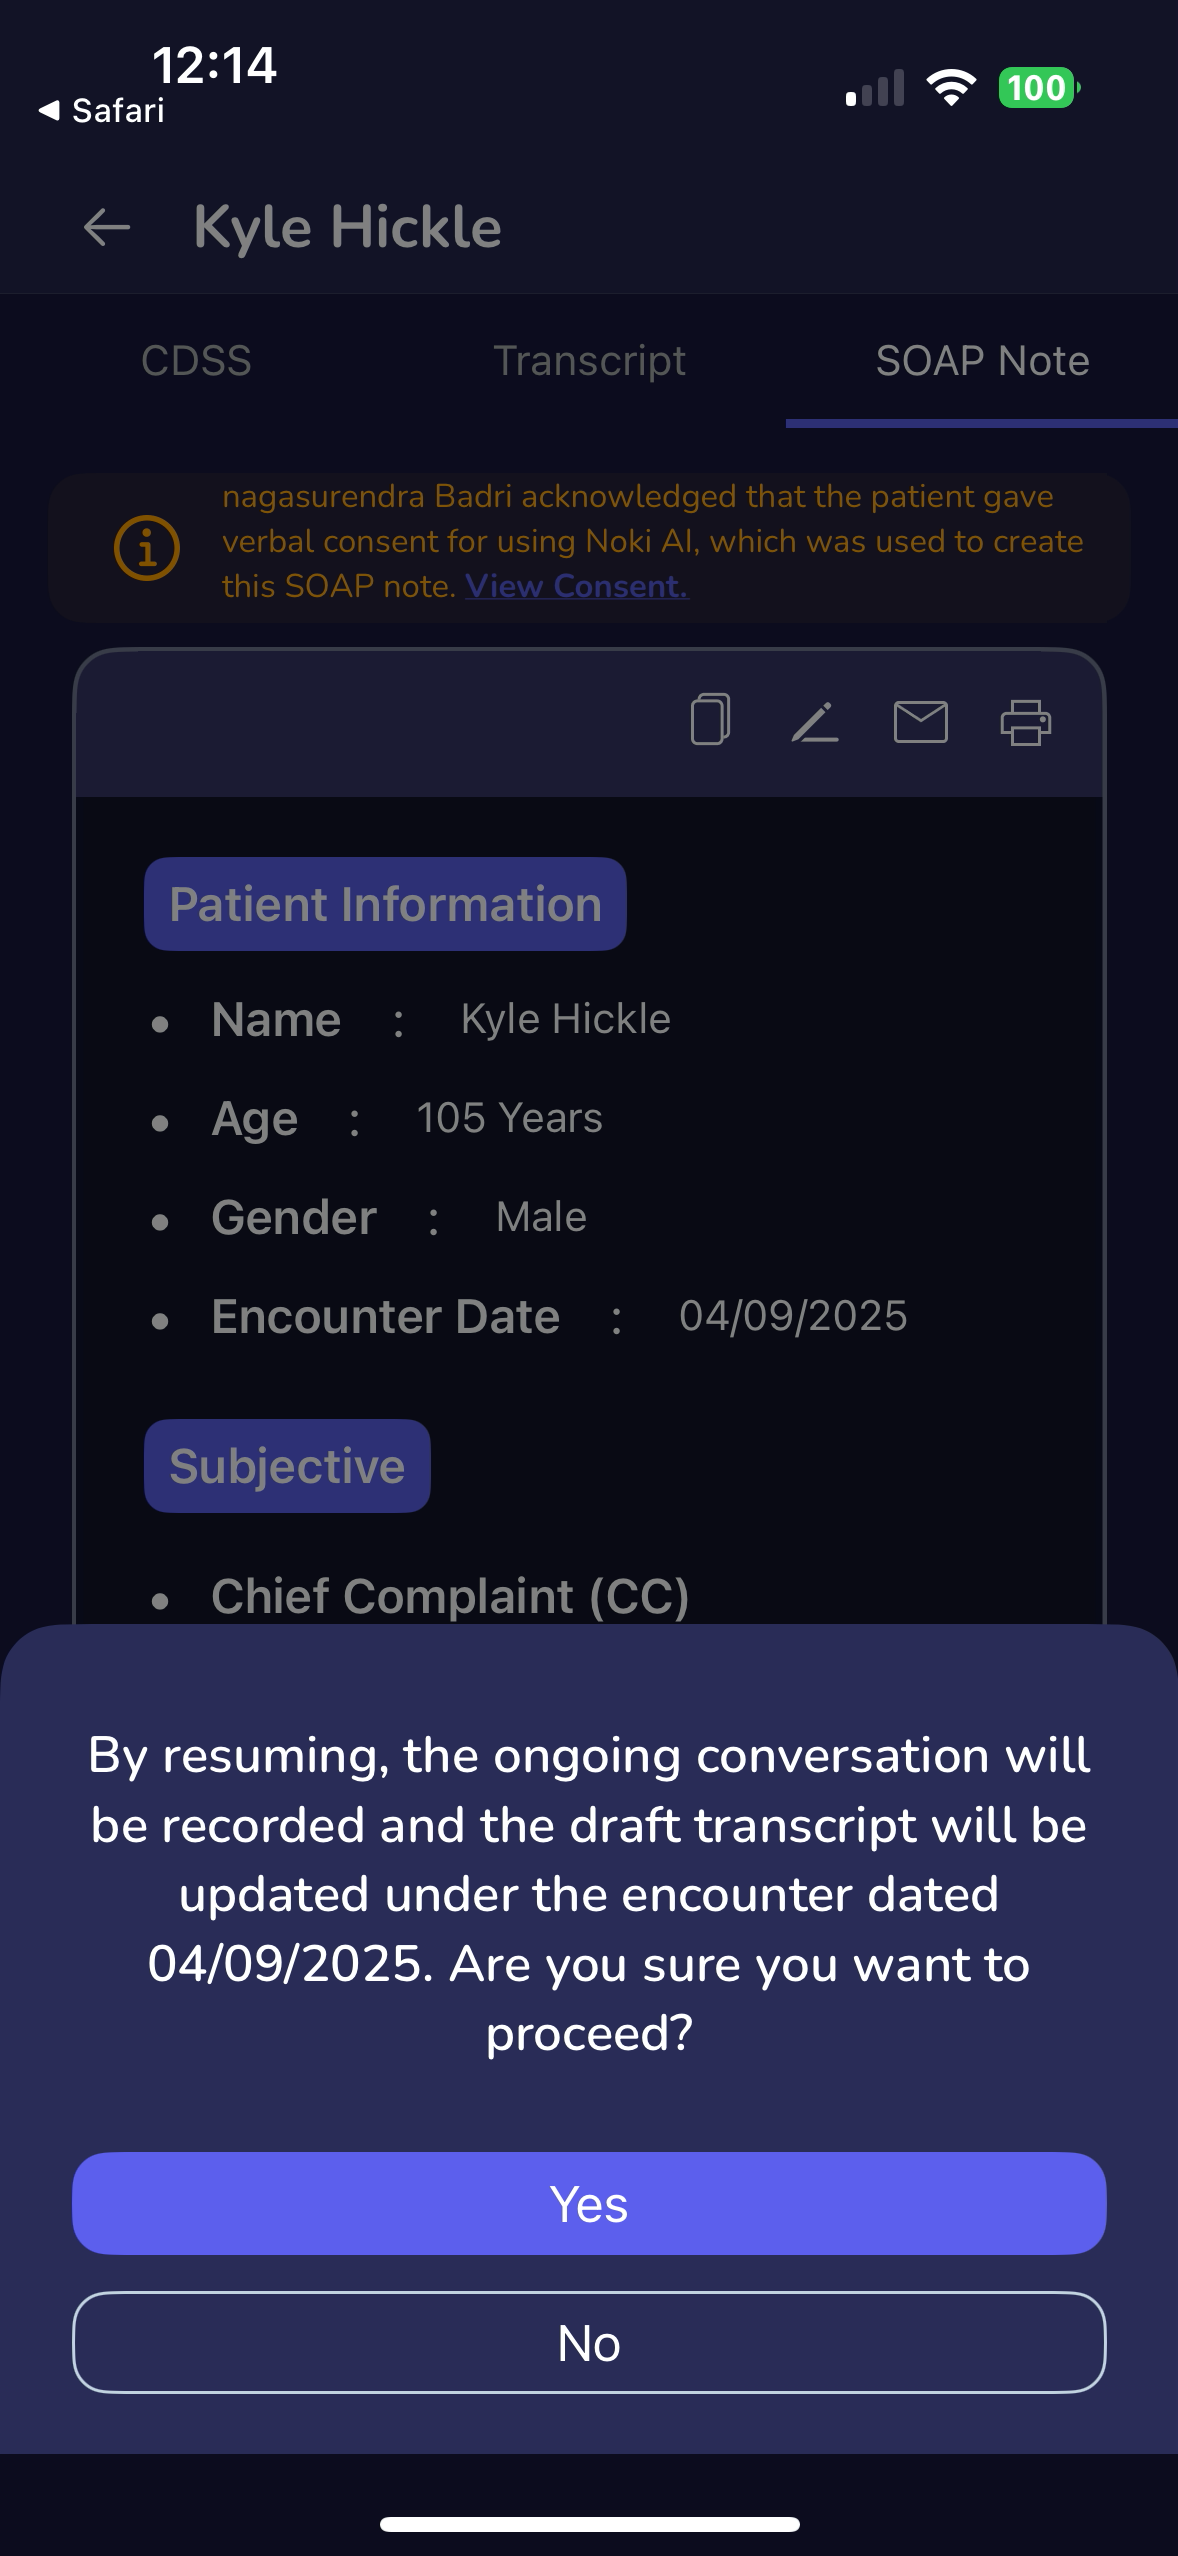 12:14
Safari
100
Kyle Hickle
CDSS
Transcript
SOAP Note
nagasurendra Badri acknowledged that the patient gave
verbal consent for using Noki AI, which was used to create
this SOAP note. View Consent.
Patient Information
Name : Kyle Hickle
Age : 105 Years
Gender : Male
Encounter Date : 04/09/2025
Subjective
Chief Complaint (CC)
By resuming, the ongoing conversation will
be recorded and the draft transcript will be
updated under the encounter dated
04/09/2025. Are you sure you want to
proceed?
Yes
No